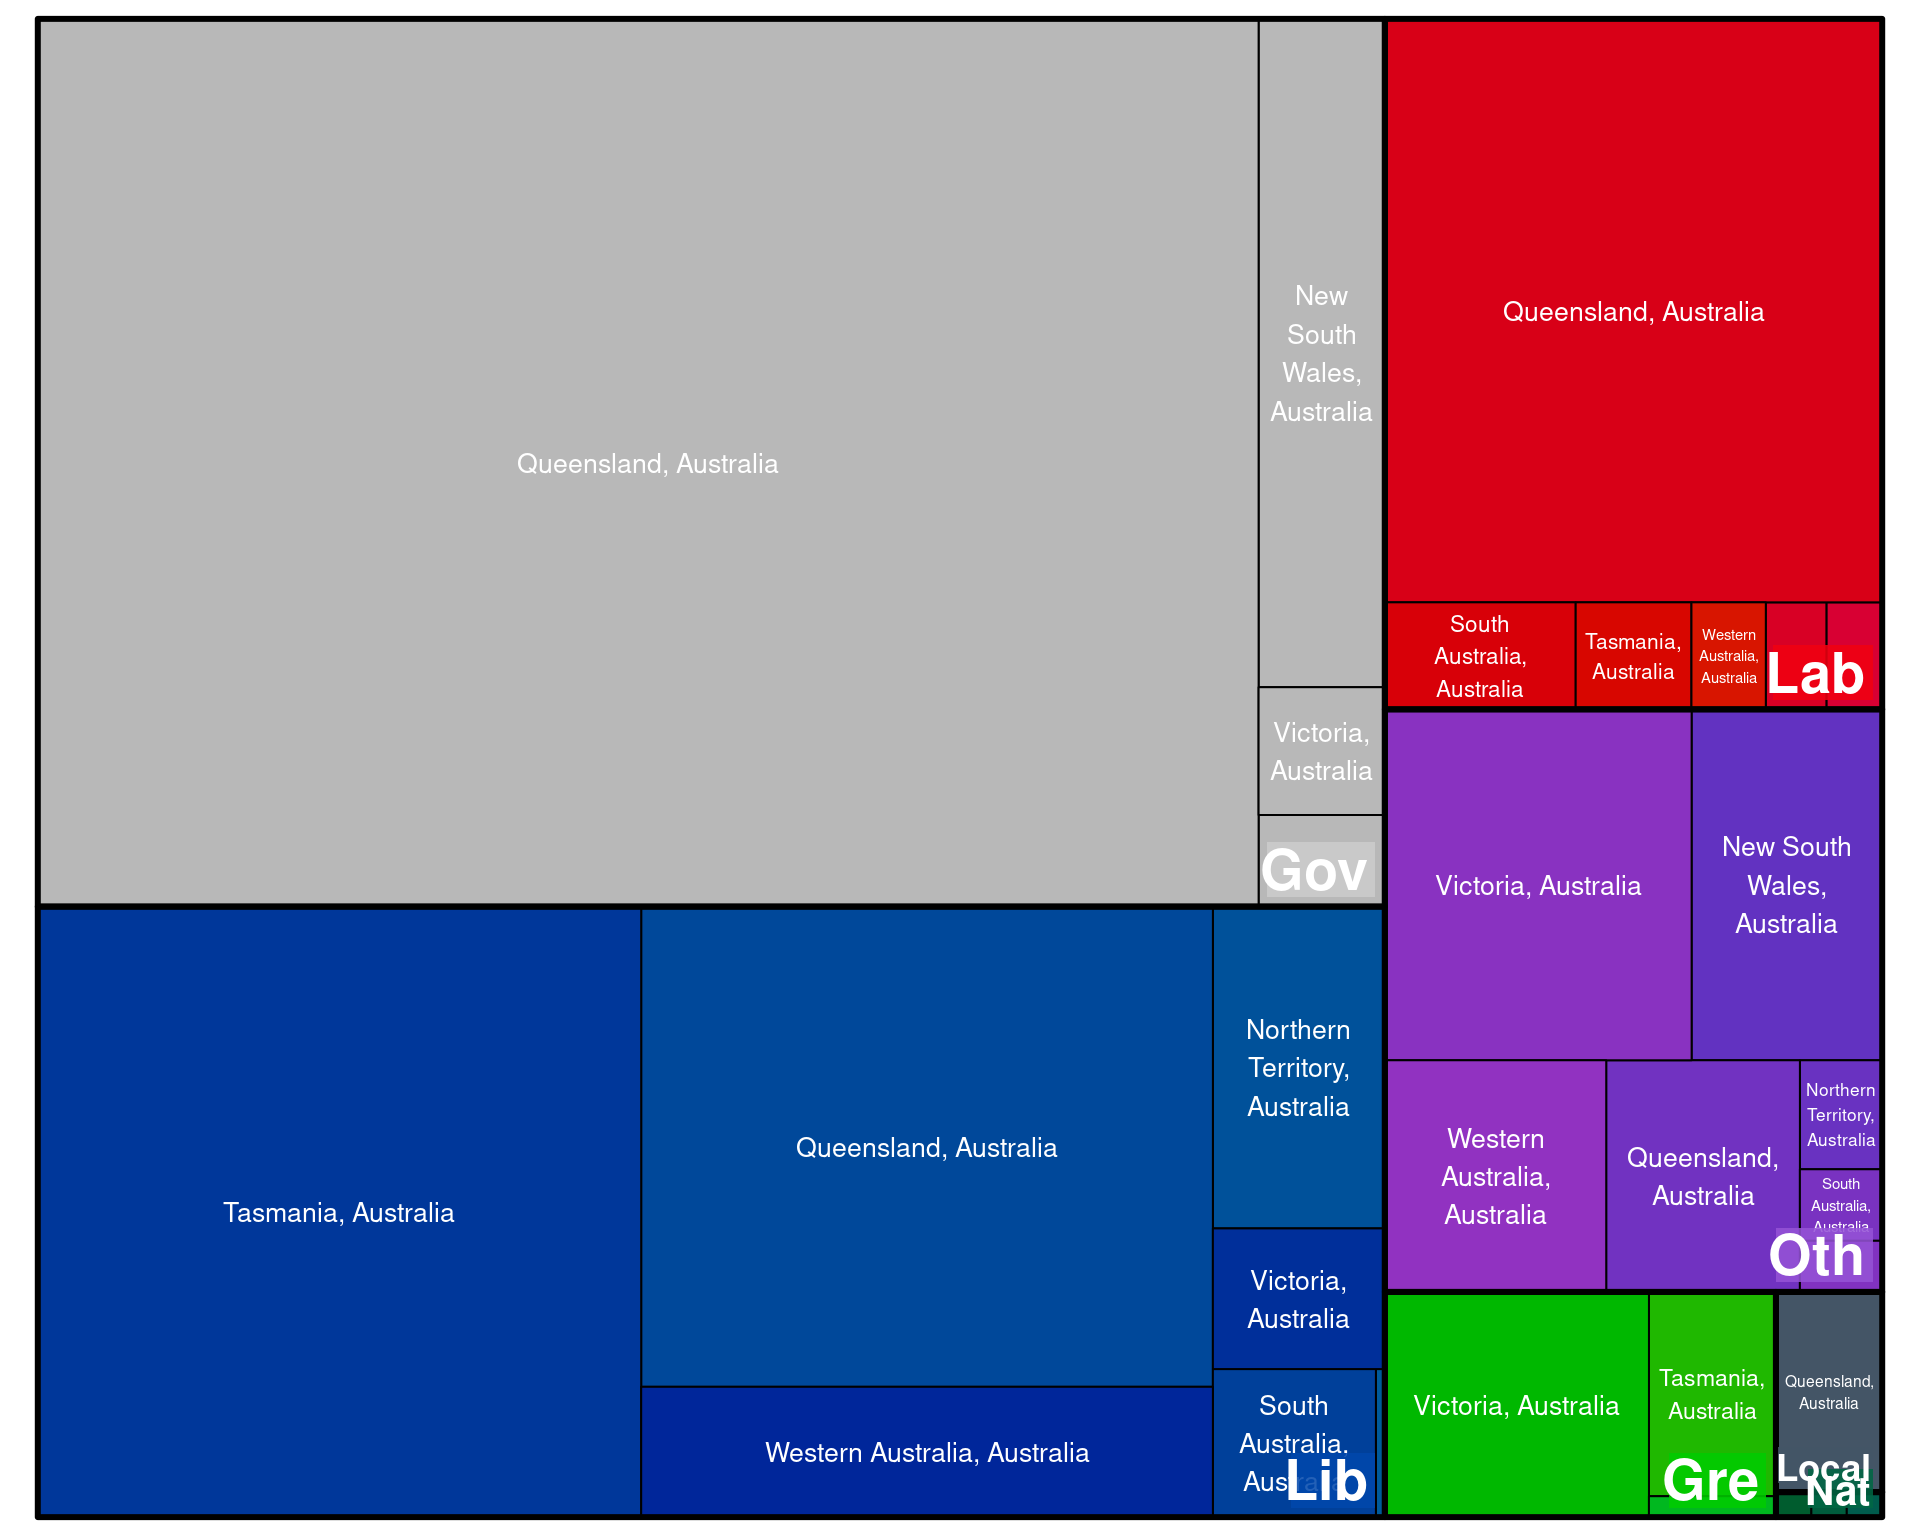 Queensland, Australia
New
South
Wales,
Australia
Victoria,
Australia
Gov
Queensland, Australia
South
Australia,
Australia
Tasmania,
Australia
Western
Australia,
Australia
Lab
Tasmania, Australia
Queensland, Australia
Western Australia, Australia
Northern
Territory,
Australia
Victoria,
Australia
South
Australia,
Australia
Lib
Victoria, Australia
New South
Wales,
Australia
Western
Australia,
Australia
Queensland,
Australia
Northern
Territory,
Australia
South
Australia,
Australia
Oth
Victoria, Australia
Tasmania,
Australia
Gre
Queensland,
Australia
Local
Nat